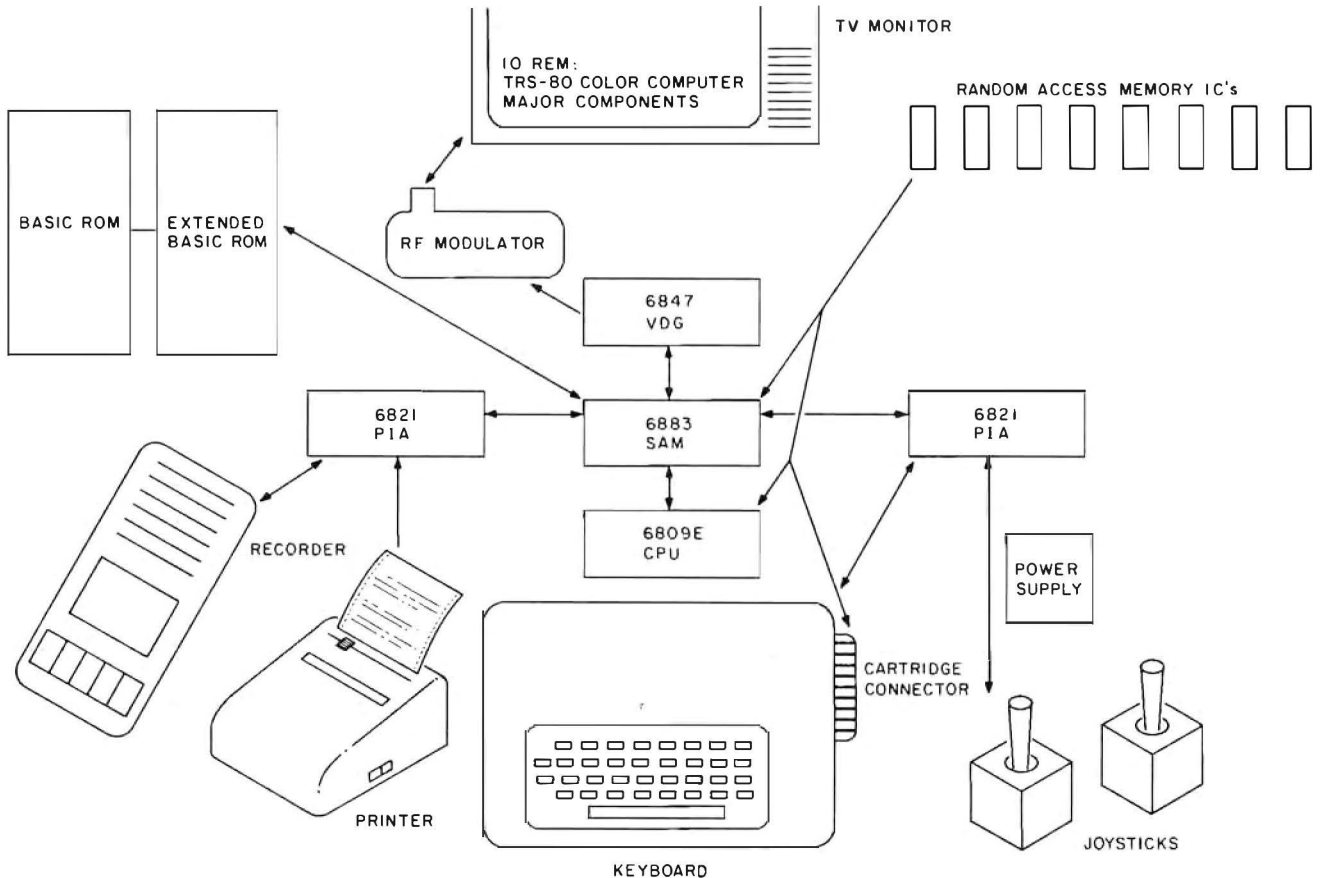 TV MONITOR
10 REM:
TRS-80 COLOR COMPUTER
MAJOR COMPONENTS
RANDOM ACCESS MEMORY IC's
BASIC ROM
EXTENDED
BASIC ROM
RF MODULATOR
6847
VDG
6821
PIA
6883
SAM
6821
PIA
6809E
CPU
RECORDER
POWER
SUPPLY
CARTRIDGE
CONNECTOR
PRINTER
KEYBOARD
JOYSTICKS